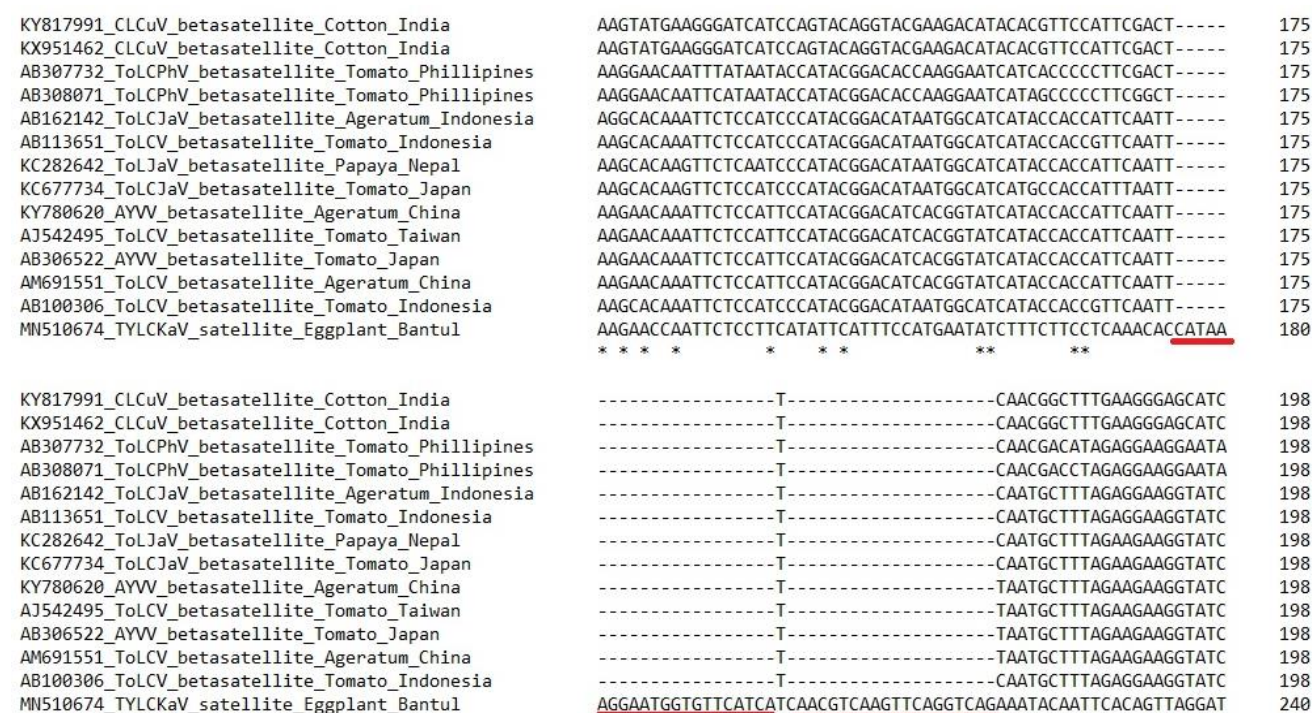 KY817991_CLCuV_betasatellite_Cotton_India AAGTATGAAGGGATCATCCAGTACAGGTACGAAGACATACACGTTCCATTCGACT----- 175
KX951462_CLCuV_betasatellite_Cotton_India AAGTATGAAGGGATCATCCAGTACAGGTACGAAGACATACACGTTCCATTCGACT----- 175
AB307732_ToLCPhV_betasatellite_Tomato_Phillipines AAGGAACAATTTATAATACCATACGGACACCAAGGAATCATCACCCCCTTCGACT----- 175
AB308071_ToLCPhV_betasatellite_Tomato_Phillipines AAGGAACAATTCATAATACCATACGGACACCAAGGAATCATAGCCCCCTTCGGCT----- 175
AB162142_ToLCJaV_betasatellite_Ageratum_Indonesia AGGCACAAATTCTCCATCCCATACGGACATAATGGCATCATACCACCATTCAATT----- 175
AB113651_ToLCV_betasatellite_Tomato_Indonesia AAGCACAAATTCTCCATCCCATACGGACATAATGGCATCATACCACCGTTCAATT----- 175
KC282642_ToLJaV_betasatellite_Papaya_Nepal AAGCACAAGTTCTCAATCCCATACGGACATAATGGCATCATACCACCATTCAATT----- 175
KC677734_ToLCJaV_betasatellite_Tomato_Japan AAGCACAAGTTCTCCATCCCATACGGACATAATGGCATCATGCCACCATTTAATT----- 175
KY780620_AYVV_betasatellite_Ageratum_China AAGAACAAATTCTCCATTCCATACGGACATCACGGTATCATACCACCATTCAATT----- 175
AJ542495_ToLCV_betasatellite_Tomato_Taiwan AAGAACAAATTCTCCATTCCATACGGACATCACGGTATCATACCACCATTCAATT----- 175
AB306522_AYVV_betasatellite_Tomato_Japan AAGAACAAATTCTCCATTCCATACGGACATCACGGTATCATACCACCATTCAATT----- 175
AM691551_ToLCV_betasatellite_Ageratum_China AAGAACAAATTCTCCATTCCATACGGACATCACGGTATCATACCACCATTCAATT----- 175
AB100306_ToLCV_betasatellite_Tomato_Indonesia AAGCACAAATTCTCCATCCCATACGGACATAATGGCATCATACCACCGTTCAATT----- 175
MN510674_TYLCKaV_satellite_Eggplant_Bantul AAGAACCAATTCTCCTTCATATTCATTTCCATGAATATCTTTCTTCCTCAAACACCATAA 180
* * *  *        *    * *            **       **
KY817991_CLCuV_betasatellite_Cotton_India -----------------T--------------------CAACGGCTTTGAAGGGAGCATC 198
KX951462_CLCuV_betasatellite_Cotton_India -----------------T--------------------CAACGGCTTTGAAGGGAGCATC 198
AB307732_ToLCPhV_betasatellite_Tomato_Phillipines -----------------T--------------------CAACGACATAGAGGAAGGAATA 198
AB308071_ToLCPhV_betasatellite_Tomato_Phillipines -----------------T--------------------CAACGACCTAGAGGAAGGAATA 198
AB162142_ToLCJaV_betasatellite_Ageratum_Indonesia -----------------T--------------------CAATGCTTTAGAGGAAGGTATC 198
AB113651_ToLCV_betasatellite_Tomato_Indonesia -----------------T--------------------CAATGCTTTAGAGGAAGGTATC 198
KC282642_ToLJaV_betasatellite_Papaya_Nepal -----------------T--------------------CAATGCTTTAGAAGAAGGTATC 198
KC677734_ToLCJaV_betasatellite_Tomato_Japan -----------------T--------------------CAATGCTTTAGAAGAAGGTATC 198
KY780620_AYVV_betasatellite_Ageratum_China -----------------T--------------------TAATGCTTTAGAAGAAGGTATC 198
AJ542495_ToLCV_betasatellite_Tomato_Taiwan -----------------T--------------------TAATGCTTTAGAAGAAGGTATC 198
AB306522_AYVV_betasatellite_Tomato_Japan -----------------T--------------------TAATGCTTTAGAAGAAGGTATC 198
AM691551_ToLCV_betasatellite_Ageratum_China -----------------T--------------------TAATGCTTTAGAAGAAGGTATC 198
AB100306_ToLCV_betasatellite_Tomato_Indonesia -----------------T--------------------CAATGCTTTAGAGGAAGGTATC 198
MN510674_TYLCKaV_satellite_Eggplant_Bantul AGGAATGGTGTTCATCATCAACGTCAAGTTCAGGTCAGAAATACAATTCACAGTTAGGAT 240